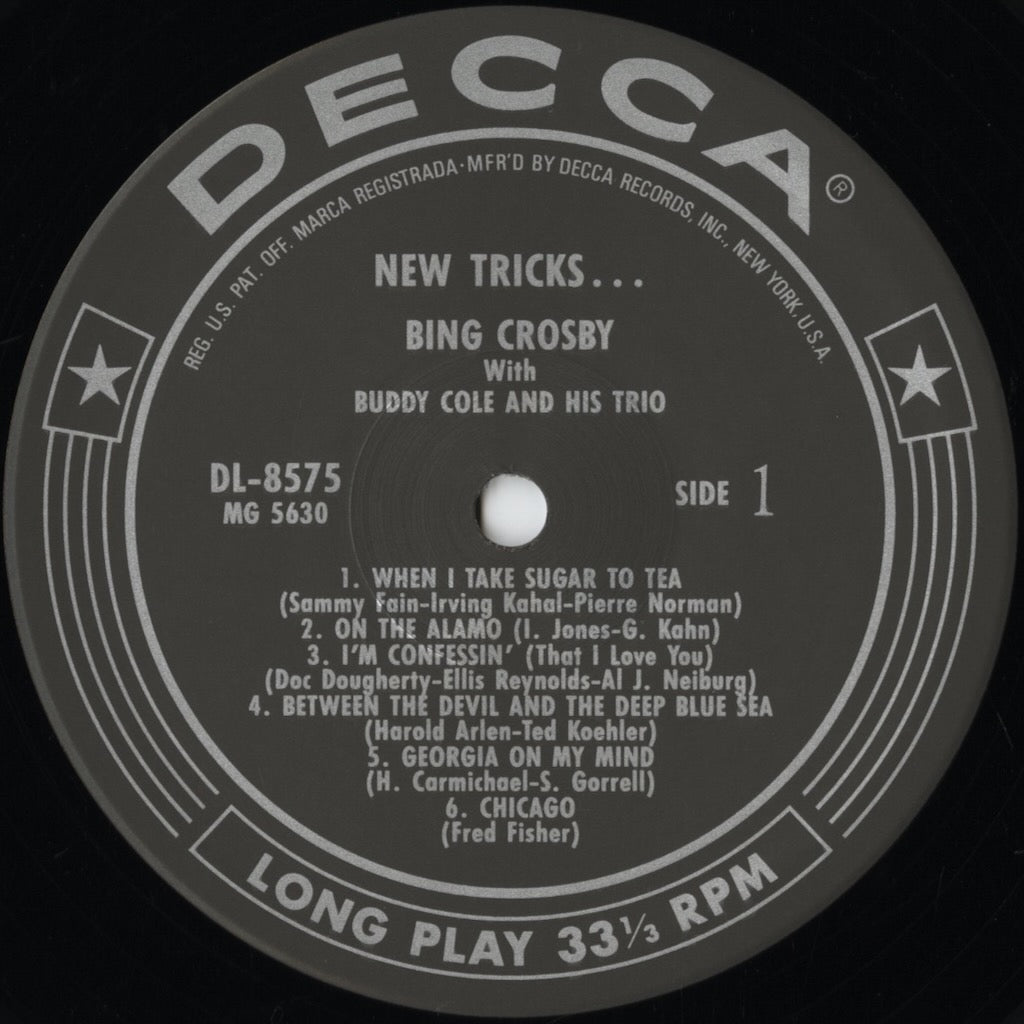 DECCA®
REG. U.S. PAT. OFF. MARCA REGISTRADA · MFR'D BY DECCA RECORDS, INC., NEW YORK, U.S.A.
NEW TRICKS...
BING CROSBY
With
BUDDY COLE AND HIS TRIO
DL-8575
MG 5630
SIDE 1
1. WHEN I TAKE SUGAR TO TEA
(Sammy Fain-Irving Kahal-Pierre Norman)
2. ON THE ALAMO (I. Jones-G. Kahn)
3. I'M CONFESSIN' (That I Love You)
(Doc Dougherty-Ellis Reynolds-Al J. Neiburg)
4. BETWEEN THE DEVIL AND THE DEEP BLUE SEA
(Harold Arlen-Ted Koehler)
5. GEORGIA ON MY MIND
(H. Carmichael-S. Gorrell)
6. CHICAGO
(Fred Fisher)
LONG PLAY 33⅓ RPM